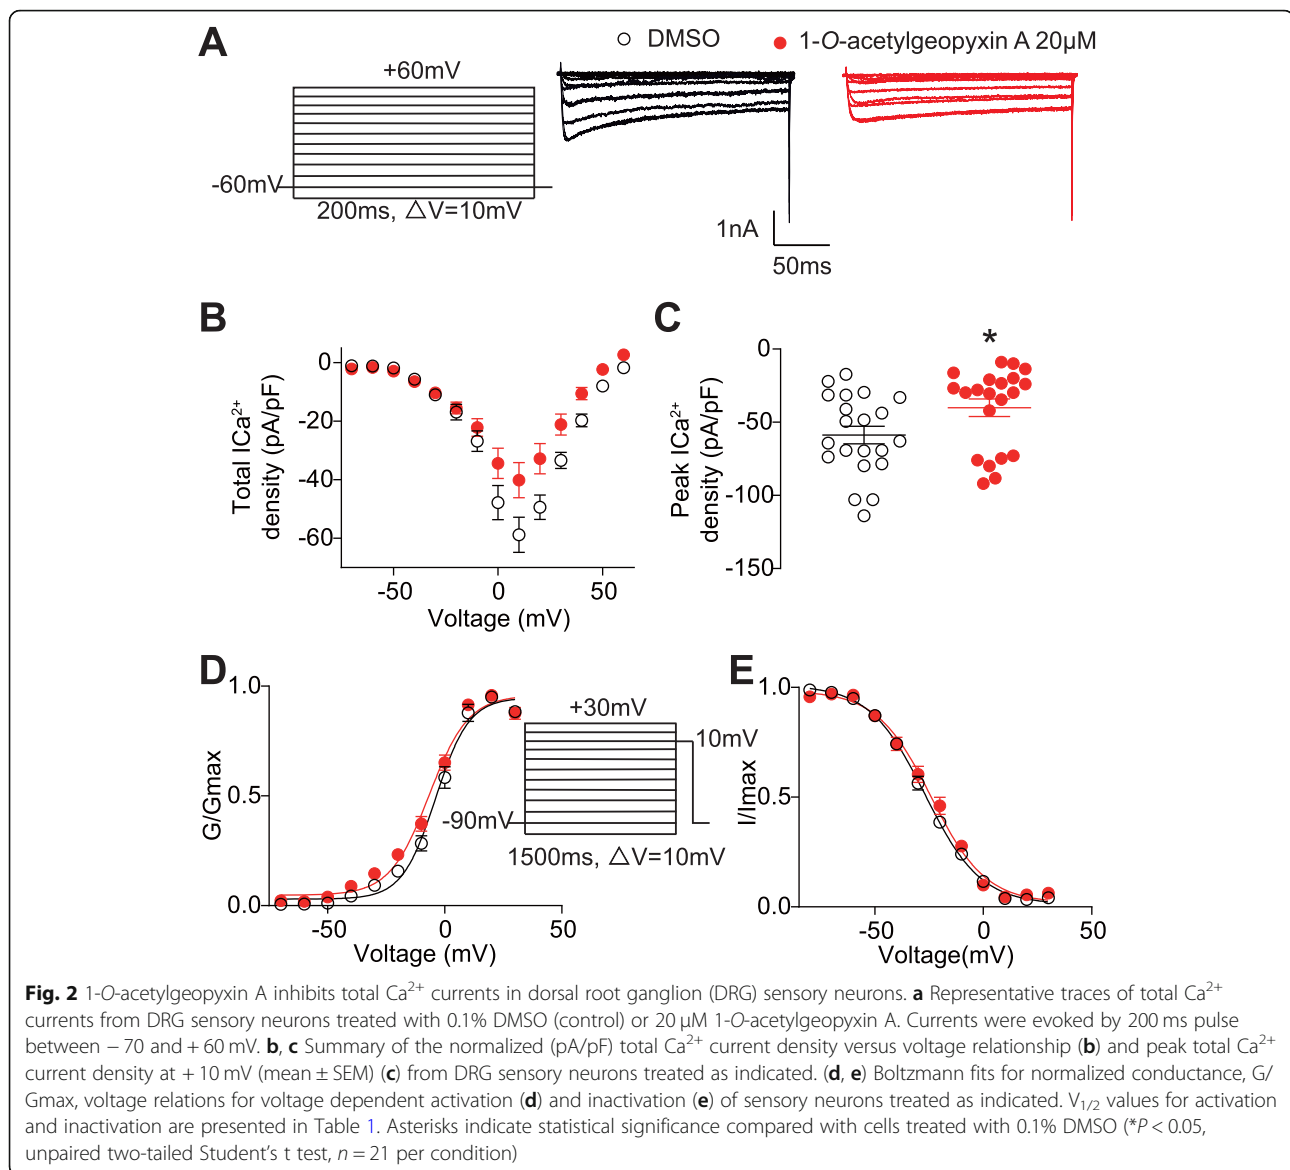 A
DMSO
1-O-acetylgeopyxin A 20μM
+60mV
-60mV
200ms, △V=10mV
1nA
50ms
B
Total ICa²⁺
density (pA/pF)
0
-20
-40
-60
-50
0
50
Voltage (mV)
C
*
Peak ICa²⁺
density (pA/pF)
0
-50
-100
-150
D
G/Gmax
1.0
0.5
0.0
-50
0
50
Voltage (mV)
+30mV
10mV
-90mV
1500ms, △V=10mV
E
I/Imax
1.0
0.5
0.0
-50
0
50
Voltage(mV)
Fig. 2 1-O-acetylgeopyxin A inhibits total Ca²⁺ currents in dorsal root ganglion (DRG) sensory neurons. a Representative traces of total Ca²⁺
currents from DRG sensory neurons treated with 0.1% DMSO (control) or 20 μM 1-O-acetylgeopyxin A. Currents were evoked by 200 ms pulse
between − 70 and + 60 mV. b, c Summary of the normalized (pA/pF) total Ca²⁺ current density versus voltage relationship (b) and peak total Ca²⁺
current density at + 10 mV (mean ± SEM) (c) from DRG sensory neurons treated as indicated. (d, e) Boltzmann fits for normalized conductance, G/
Gmax, voltage relations for voltage dependent activation (d) and inactivation (e) of sensory neurons treated as indicated. V₁/₂ values for activation
and inactivation are presented in Table 1. Asterisks indicate statistical significance compared with cells treated with 0.1% DMSO (*P < 0.05,
unpaired two-tailed Student's t test, n = 21 per condition)